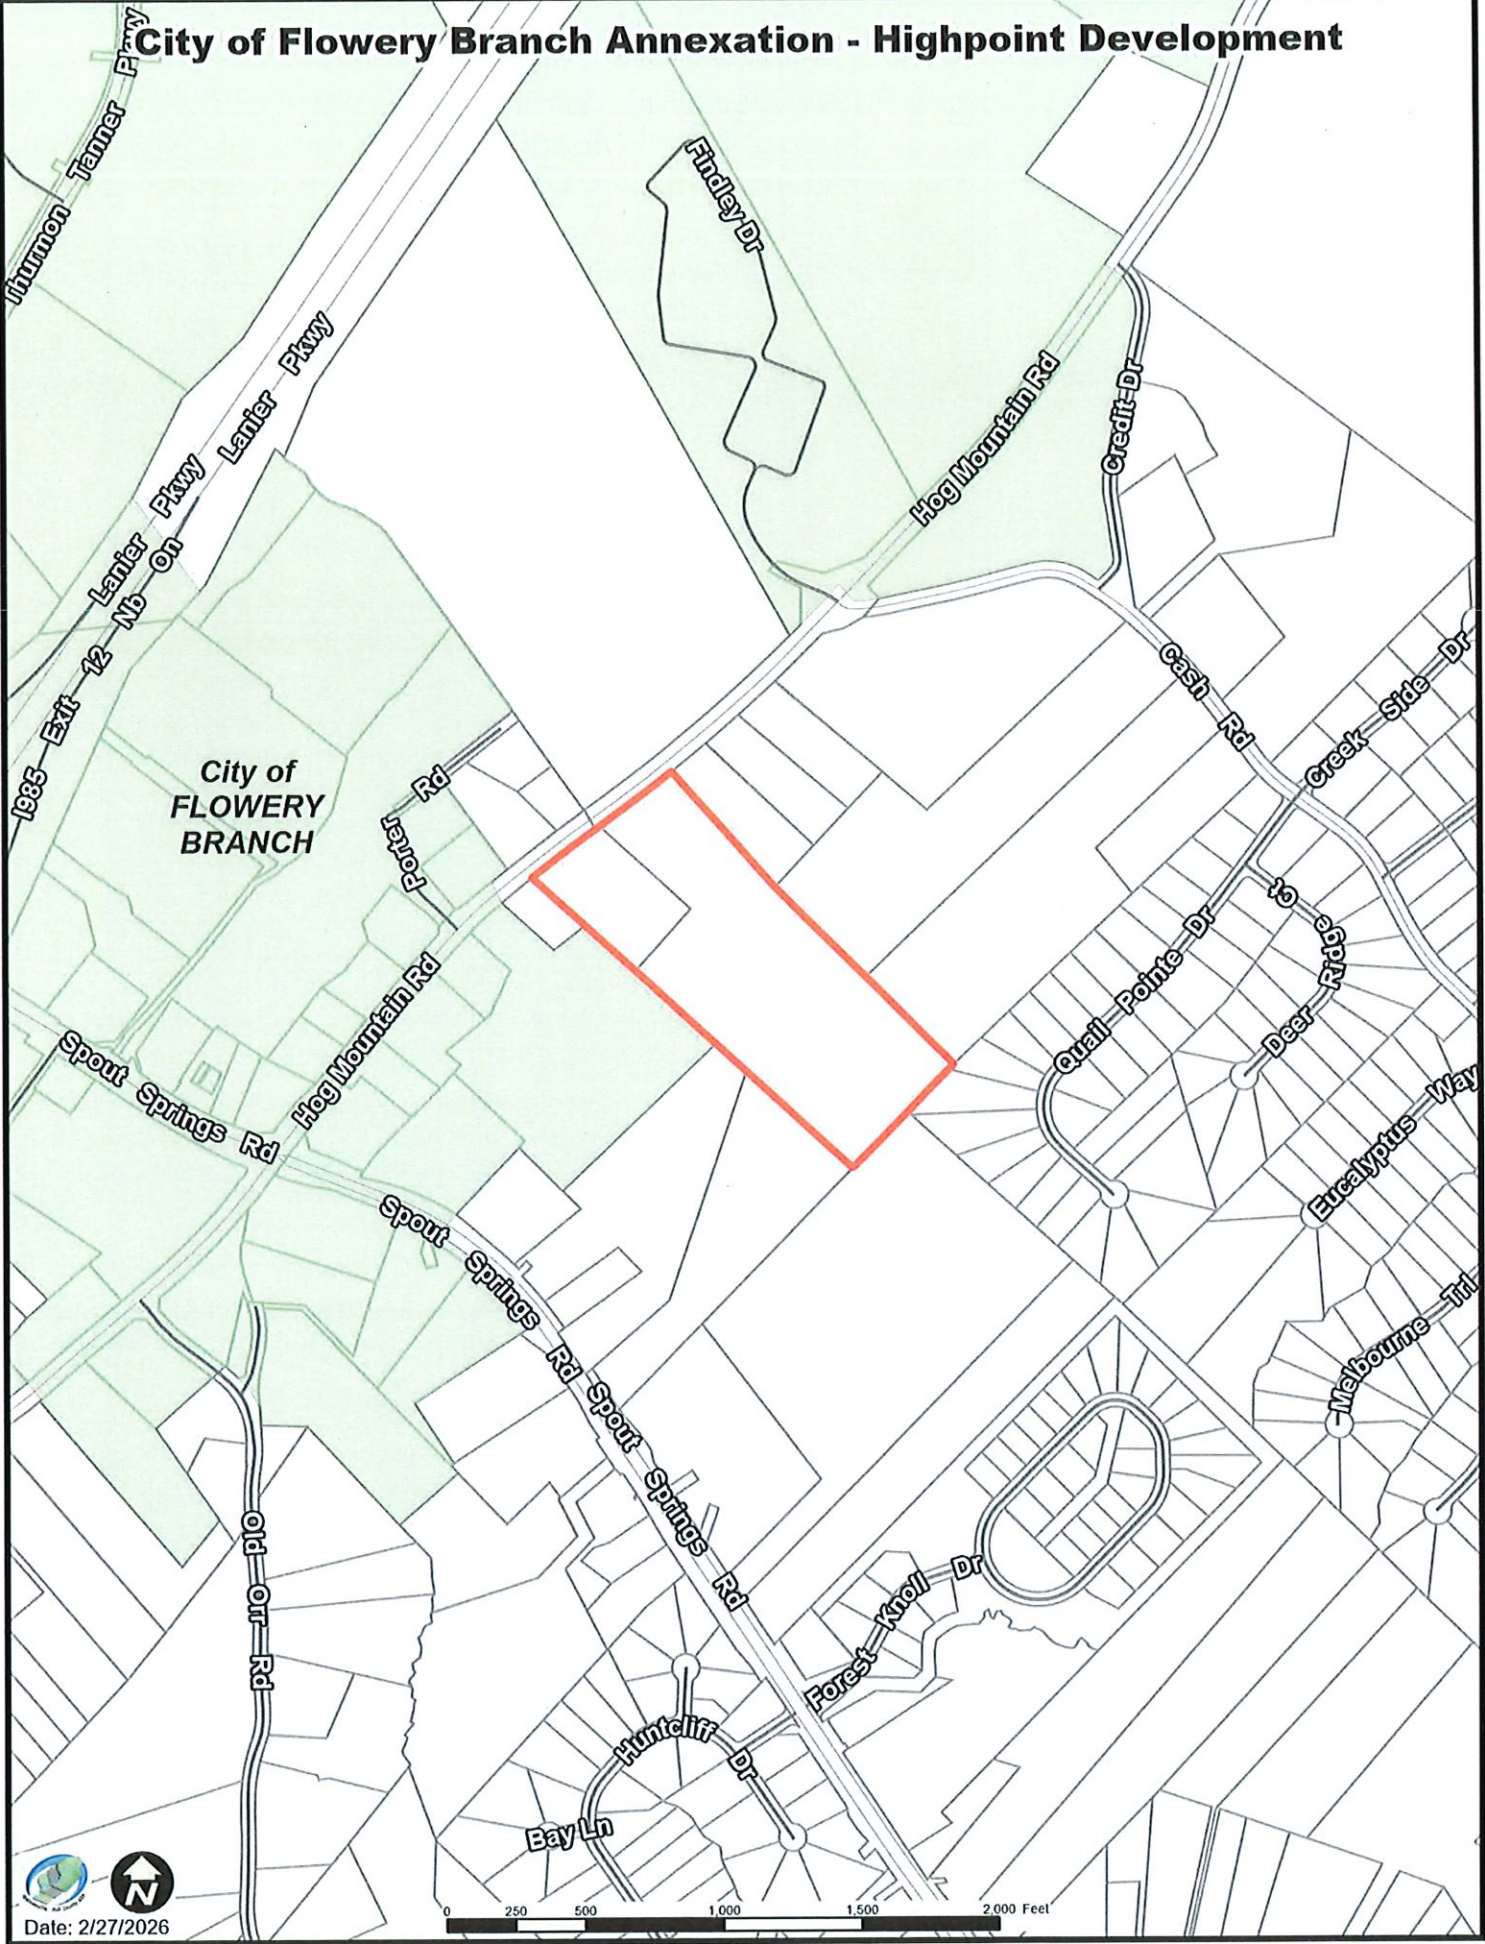 City of Flowery Branch Annexation - Highpoint Development
Thurmon Tanner Pkwy
Findley Dr
Lanier Pkwy
Lanier Pkwy
Hog Mountain Rd
Credit Dr
I985 Exit 12 Nb On
Cash Rd
Creek Side Dr
City of
FLOWERY
BRANCH
Porter Rd
Quail Pointe Dr
Deer Ridge Ct
Hog Mountain Rd
Spout Springs Rd
Eucalyptus Way
Spout Springs Rd
Melbourne Trl
Spout Springs Rd
Old Orr Rd
Forest Knoll Dr
Huntcliff Dr
Bay Ln
N
Date: 2/27/2026
0 250 500 1,000 1,500 2,000 Feet